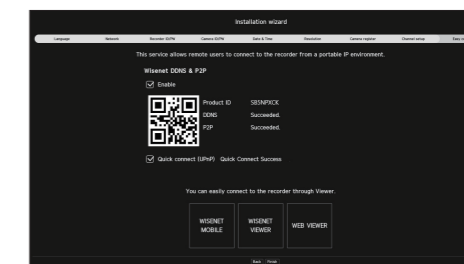 Installation wizard
Language Network Recorder ID/PW Camera ID/PW Date & Time Resolution Camera register Channel setup Easy c
This service allows remote users to connect to the recorder from a portable IP environment.
Wisenet DDNS & P2P
Enable
Product ID SB5NPXCK
DDNS Succeeded.
P2P Succeeded.
Quick connect (UPnP) Quick Connect Success
You can easily connect to the recorder through Viewer.
WISENET MOBILE
WISENET VIEWER
WEB VIEWER
Back Finish